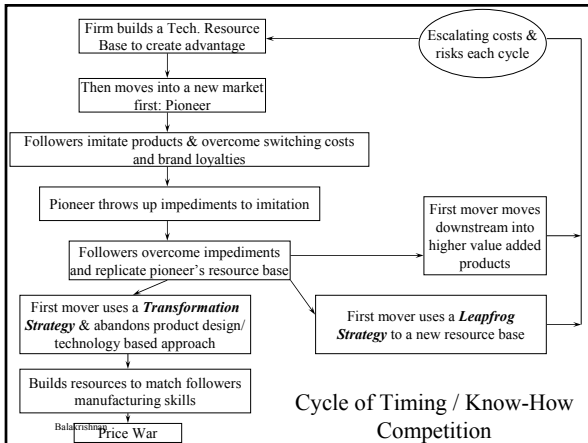 Firm builds a Tech. Resource
Base to create advantage
Escalating costs &
risks each cycle
Then moves into a new market
first: Pioneer
Followers imitate products & overcome switching costs
and brand loyalties
Pioneer throws up impediments to imitation
First mover moves
downstream into
higher value added
products
Followers overcome impediments
and replicate pioneer's resource base
First mover uses a Transformation
Strategy & abandons product design/
technology based approach
First mover uses a Leapfrog
Strategy to a new resource base
Builds resources to match followers
manufacturing skills
Cycle of Timing / Know-How
Competition
Balakrishnan
Price War